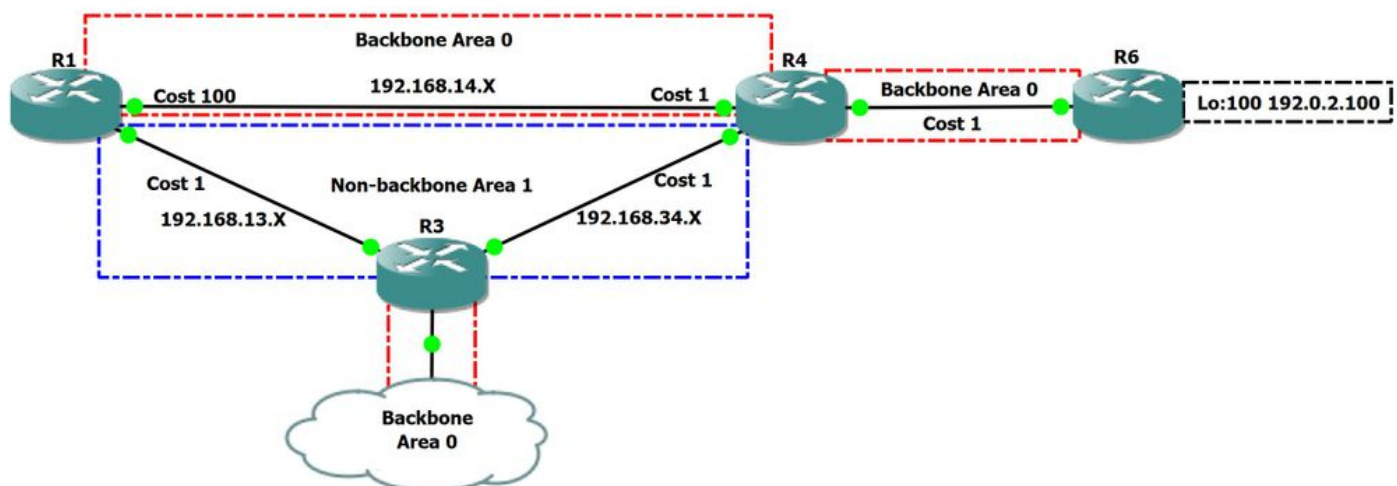 Backbone Area 0
R1
R4
R6
192.168.14.X
Cost 100
Cost 1
Backbone Area 0
Cost 1
Lo:100 192.0.2.100
Cost 1
Non-backbone Area 1
Cost 1
192.168.13.X
192.168.34.X
R3
Backbone
Area 0